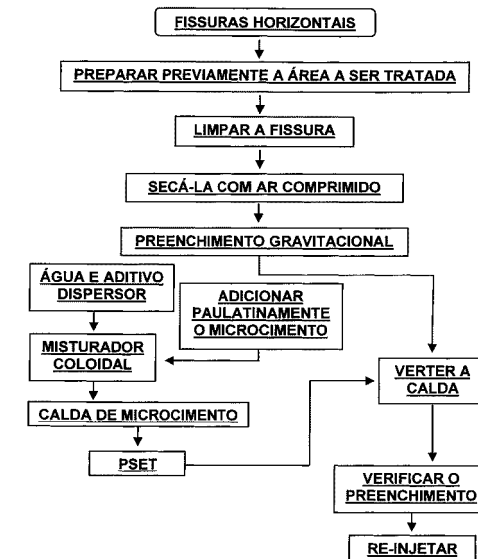 FISSURAS HORIZONTAIS
PREPARAR PREVIAMENTE A ÁREA A SER TRATADA
LIMPAR A FISSURA
SECÁ-LA COM AR COMPRIMIDO
PREENCHIMENTO GRAVITACIONAL
ÁGUA E ADITIVO
DISPERSOR
ADICIONAR
PAULATINAMENTE
O MICROCIMENTO
MISTURADOR
COLOIDAL
VERTER A
CALDA
CALDA DE MICROCIMENTO
PSET
VERIFICAR O
PREENCHIMENTO
RE-INJETAR